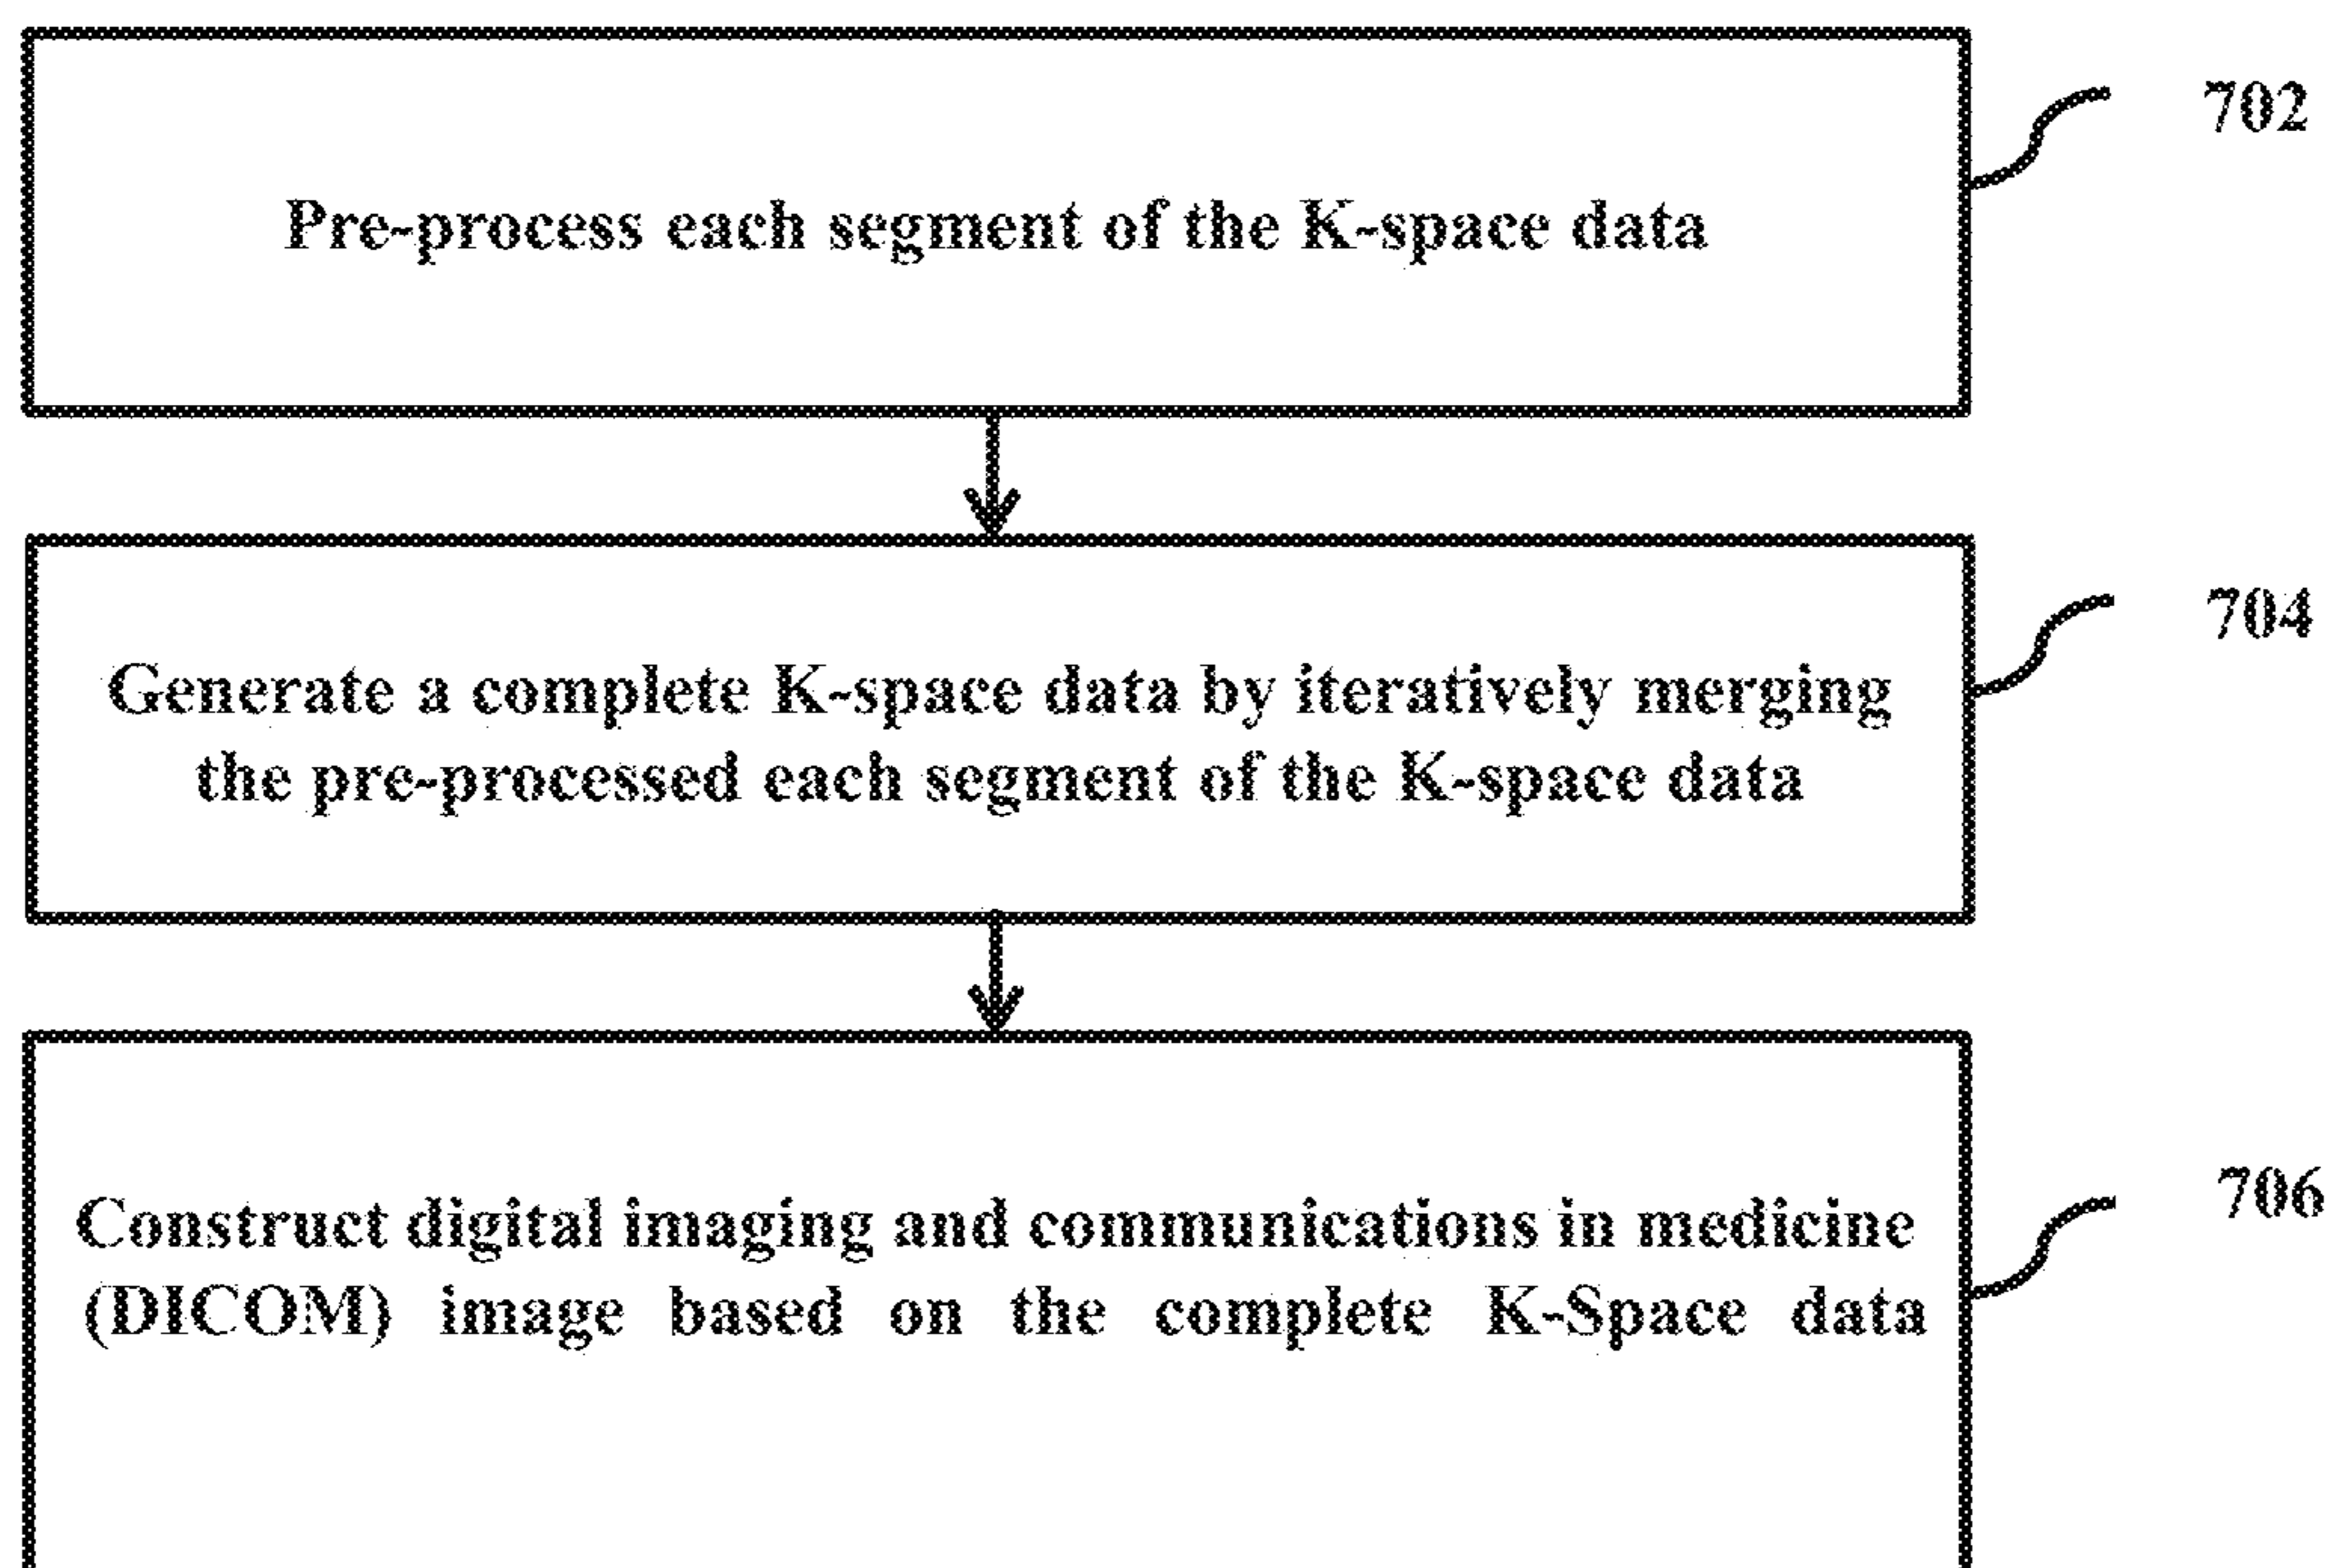 702
Pre-process each segment of the K-space data
704
Generate a complete K-space data by iteratively merging
the pre-processed each segment of the K-space data
706
Construct digital imaging and communications in medicine
(DICOM) image based on the complete K-Space data